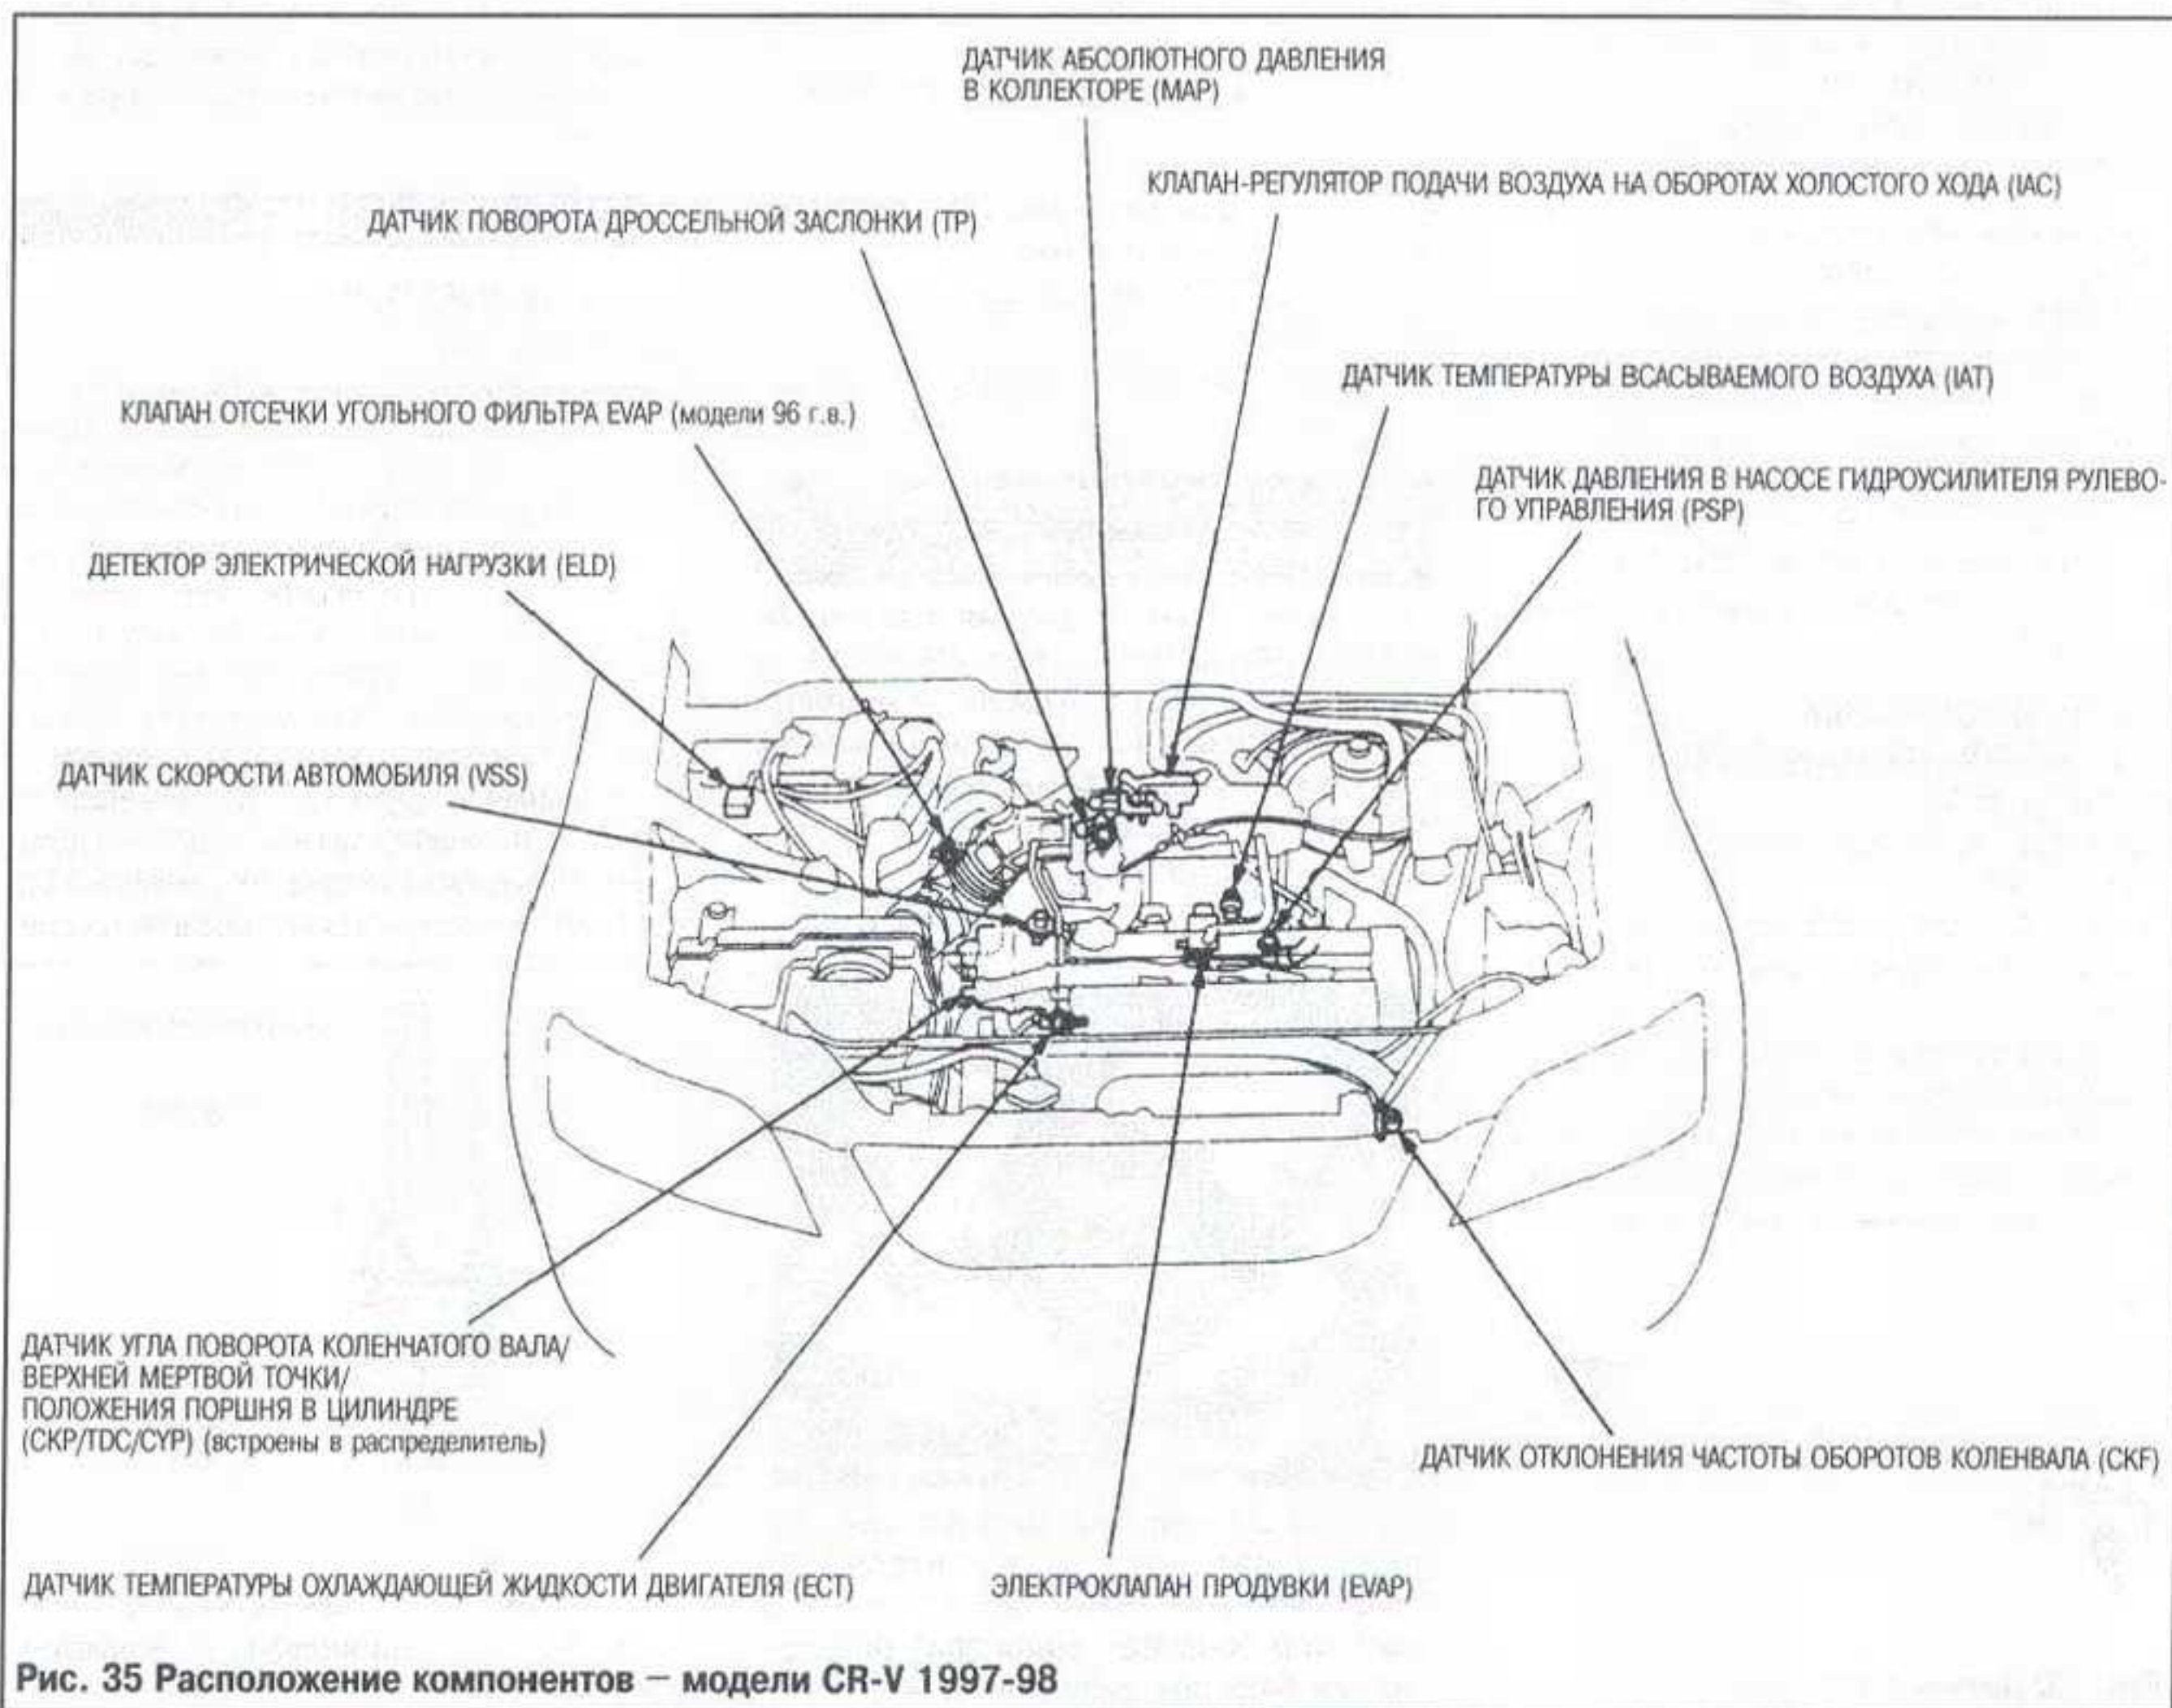 ДАТЧИК АБСОЛЮТНОГО ДАВЛЕНИЯ
В КОЛЛЕКТОРЕ (MAP)
КЛАПАН-РЕГУЛЯТОР ПОДАЧИ ВОЗДУХА НА ОБОРОТАХ ХОЛОСТОГО ХОДА (IAC)
ДАТЧИК ПОВОРОТА ДРОССЕЛЬНОЙ ЗАСЛОНКИ (TP)
ДАТЧИК ТЕМПЕРАТУРЫ ВСАСЫВАЕМОГО ВОЗДУХА (IAT)
КЛАПАН ОТСЕЧКИ УГОЛЬНОГО ФИЛЬТРА EVAP (модели 96 г.в.)
ДАТЧИК ДАВЛЕНИЯ В НАСОСЕ ГИДРОУСИЛИТЕЛЯ РУЛЕВО-
ГО УПРАВЛЕНИЯ (PSP)
ДЕТЕКТОР ЭЛЕКТРИЧЕСКОЙ НАГРУЗКИ (ELD)
ДАТЧИК СКОРОСТИ АВТОМОБИЛЯ (VSS)
ДАТЧИК УГЛА ПОВОРОТА КОЛЕНЧАТОГО ВАЛА/
ВЕРХНЕЙ МЕРТВОЙ ТОЧКИ/
ПОЛОЖЕНИЯ ПОРШНЯ В ЦИЛИНДРЕ
(CKP/TDC/CYP) (встроены в распределитель)
ДАТЧИК ОТКЛОНЕНИЯ ЧАСТОТЫ ОБОРОТОВ КОЛЕНВАЛА (CKF)
ДАТЧИК ТЕМПЕРАТУРЫ ОХЛАЖДАЮЩЕЙ ЖИДКОСТИ ДВИГАТЕЛЯ (ECT)
ЭЛЕКТРОКЛАПАН ПРОДУВКИ (EVAP)
Рис. 35 Расположение компонентов — модели CR-V 1997-98